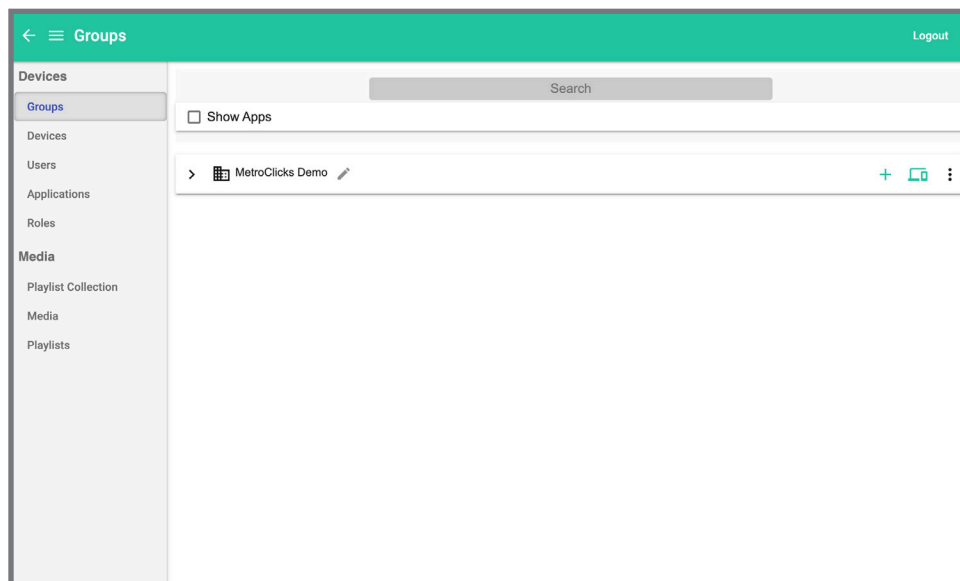 Groups
Logout
Devices
Groups
Devices
Users
Applications
Roles
Media
Playlist Collection
Media
Playlists
Search
Show Apps
MetroClicks Demo